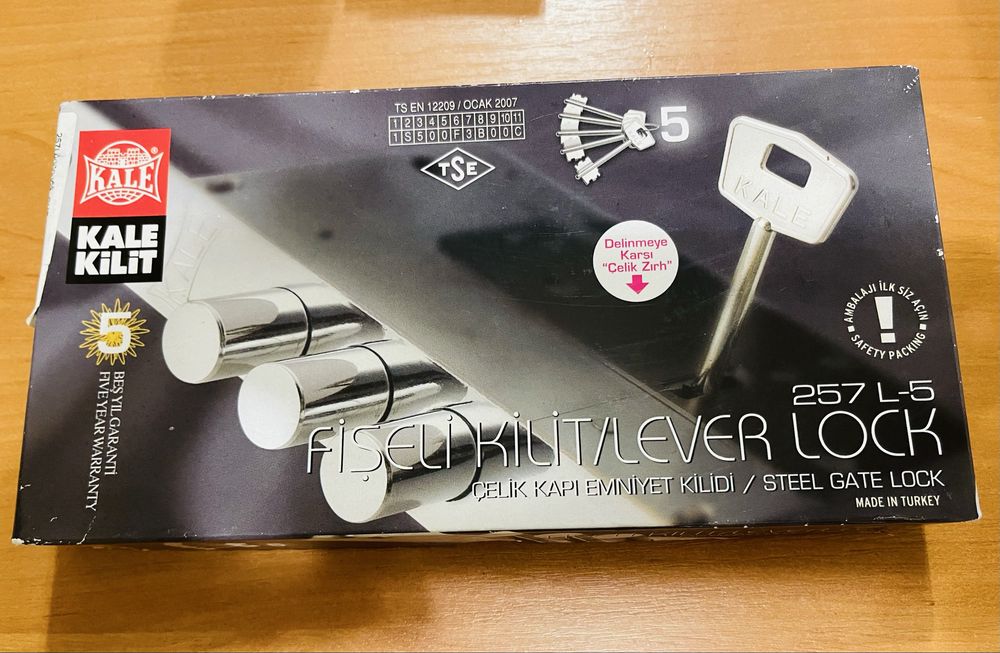 TS EN 12209 / OCAK 2007
1 2 3 4 5 6 7 8 9 10 11
1 S 5 0 0 F 3 B 0 0 C
TSE
5
KALE
KALE
KİLİT
KALE
Delinmeye
Karsı
"Çelik Zırh"
AMBALAJI İLK SİZ AÇIN
!
SAFETY PACKING
5
BEŞ YIL GARANTİ
FIVE YEAR WARRANTY
KALE
257 L-5
FİŞELİ KİLİT/LEVER LOCK
ÇELİK KAPI EMNİYET KİLİDİ / STEEL GATE LOCK
MADE IN TURKEY